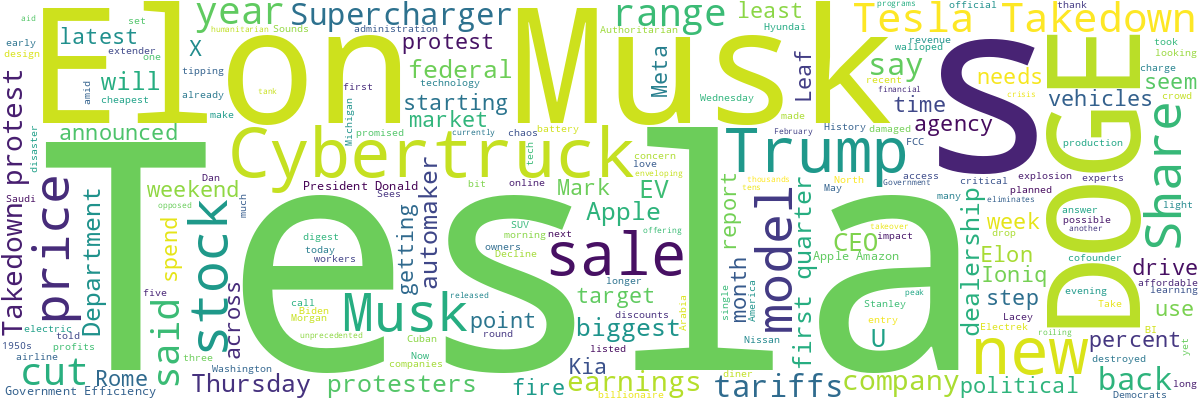 aid
programs
official
thank
year
Supercharger
humanitarian
Sounds
administration
Authoritarian
Hyundai
range
least
Tesla Takedown
revenue
walloped
early
latest
set
extender
one
design
X
protest
federal
Elon Musk
Meta
say
Leaf
S
needs
DOGE
took
looking
seem
charge
crowd
vehicles
will
tipping
cheapest
already
make
amid
first
technology
starting
market
Wednesday
recent
financial
crisis
time
agency
made
announced
Cybertruck
Trump
tank
Michigan
promised
currently
chaos
battery
tech
February
History
damaged
FCC
production
Share
disaster
protest
Takedown
Saudi
Dan
President Donald
Sees
online
concern
love
enveloping
thousands
tens
opposed
much
weekend
Department
Tesla
bit
Mark
EV
Apple
May
North
Government
access
many
critical
planned
eliminates
explosion
experts
light
price
spend
stock
said
digest
today
workers
getting
automaker
SUV
morning
Decline
next
owners
takeover
offering
report
model
CEO
impact
Apple Amazon
dealership
week
drop
answer
possible
another
Elon
Ioniq
cofounder
evening
Take
drive
affordable
learning
sale
longer
target
discounts
Arabia
single
month
America
Nissan
first quarter
Stanley
peak
entry
U
Electrek
Lacey
step
BI
use
yet
roiling
five
across
call
Biden
Morgan
unprecedented
Musk
released
point
round
biggest
Cuban
Now
companies
listed
Kia
new
percent
destroyed
1950s
electric
told
profits
airline
three
cut
Rome
Washington
Government Efficiency
Thursday
protesters
billionaire
fire
earnings
diner
tariffs
company
political
back
long
Democrats